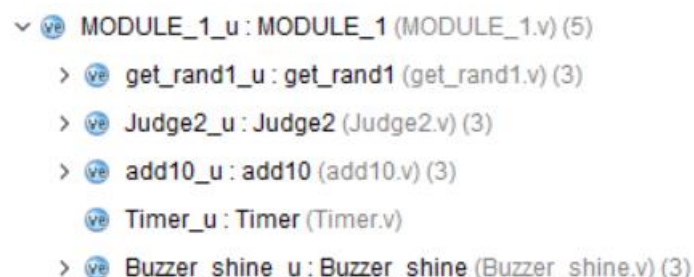 MODULE_1_u : MODULE_1 (MODULE_1.v) (5)
get_rand1_u : get_rand1 (get_rand1.v) (3)
Judge2_u : Judge2 (Judge2.v) (3)
add10_u : add10 (add10.v) (3)
Timer_u : Timer (Timer.v)
Buzzer_shine_u : Buzzer_shine (Buzzer_shine.v) (3)